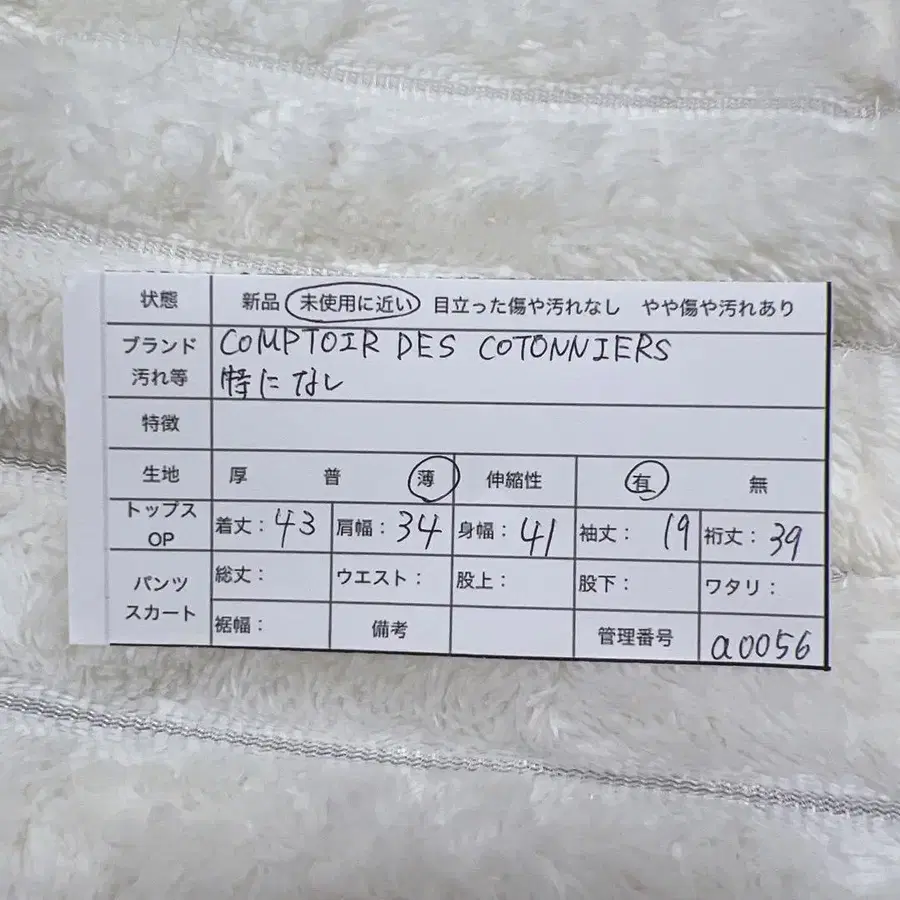 状態 新品 未使用に近い 目立った傷や汚れなし やや傷や汚れあり
ブランド COMPTOIR DES COTONNIERS
汚れ等 特になし
特徴
生地 厚 普 薄 伸縮性 有 無
トップス
OP 着丈：43 肩幅：34 身幅：41 袖丈：19 裄丈：39
パンツ
スカート 総丈： ウエスト： 股上： 股下： ワタリ：
裾幅： 備考 管理番号 a0056